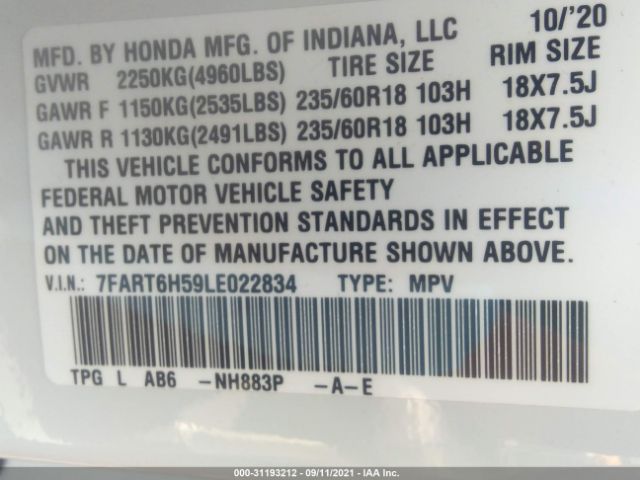 10/'20
MFD. BY HONDA MFG. OF INDIANA, LLC
GVWR 2250KG(4960LBS) TIRE SIZE RIM SIZE
GAWR F 1150KG(2535LBS) 235/60R18 103H 18X7.5J
GAWR R 1130KG(2491LBS) 235/60R18 103H 18X7.5J
THIS VEHICLE CONFORMS TO ALL APPLICABLE
FEDERAL MOTOR VEHICLE SAFETY
AND THEFT PREVENTION STANDARDS IN EFFECT
ON THE DATE OF MANUFACTURE SHOWN ABOVE.
V.I.N.: 7FART6H59LE022834 TYPE: MPV
TPG L AB6 -NH883P -A-E
000-31193212 - 09/11/2021 - IAA Inc.